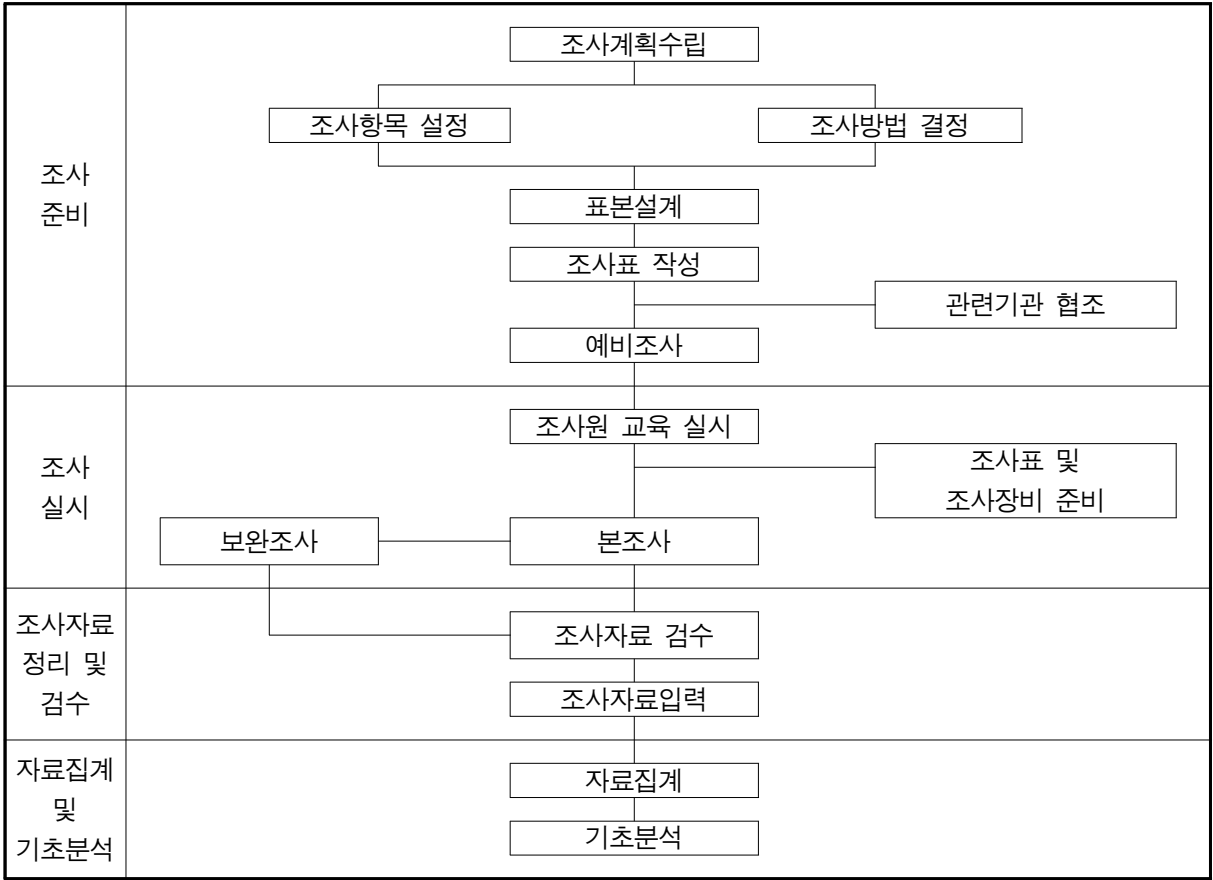 조사계획수립
조사항목 설정
조사방법 결정
조사
준비
표본설계
조사표 작성
관련기관 협조
예비조사
조사원 교육 실시
조사
실시
조사표 및
조사장비 준비
보완조사
본조사
조사자료
정리 및
검수
조사자료 검수
조사자료입력
자료집계
및
기초분석
자료집계
기초분석